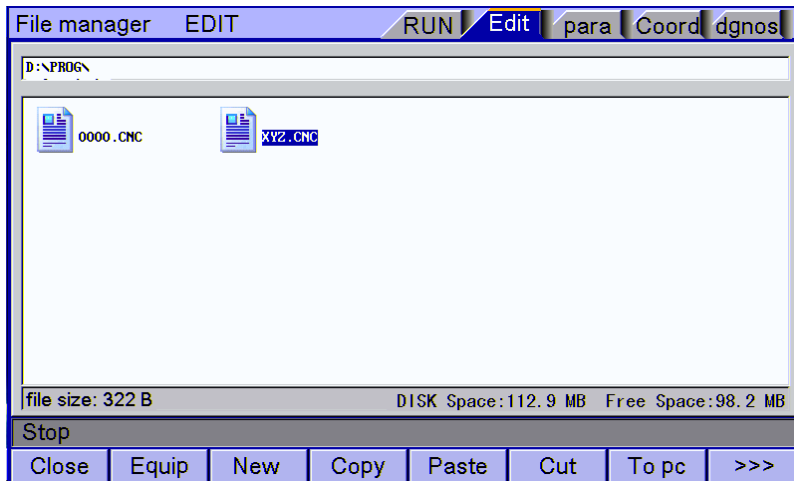 File manager EDIT RUN Edit para Coord dgnos
D:\PROG\
0000.CNC XYZ.CNC
file size: 322 B DISK Space:112.9 MB Free Space:98.2 MB
Stop
Close Equip New Copy Paste Cut To pc >>>